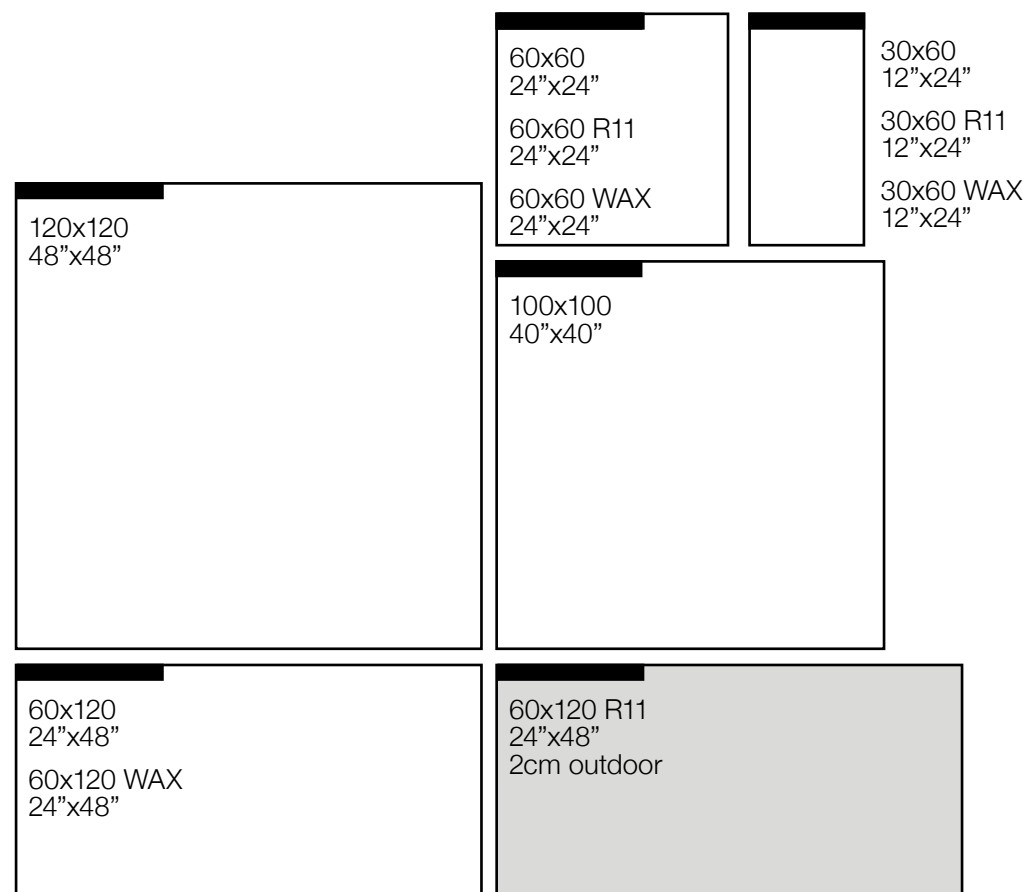 60x60
24”x24”
60x60 R11
24”x24”
60x60 WAX
24”x24”
30x60
12”x24”
30x60 R11
12”x24”
30x60 WAX
12”x24”
120x120
48”x48”
100x100
40”x40”
60x120
24”x48”
60x120 WAX
24”x48”
60x120 R11
24”x48”
2cm outdoor